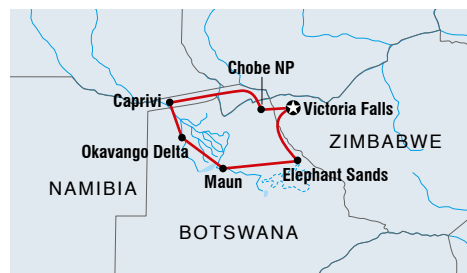 Chobe NP
Caprivi
Victoria Falls
ZIMBABWE
Okavango Delta
Elephant Sands
NAMIBIA
Maun
BOTSWANA